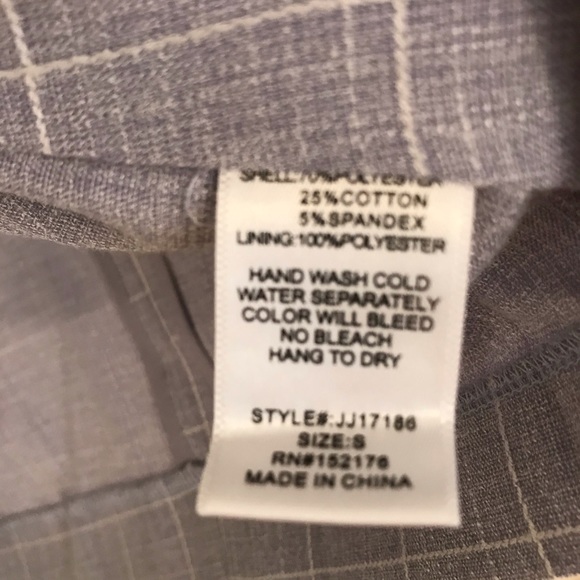 SHELL:70%POLYESTER
25%COTTON
5%SPANDEX
LINING:100%POLYESTER
HAND WASH COLD
WATER SEPARATELY
COLOR WILL BLEED
NO BLEACH
HANG TO DRY
STYLE#:JJ17186
SIZE:S
RN#152176
MADE IN CHINA